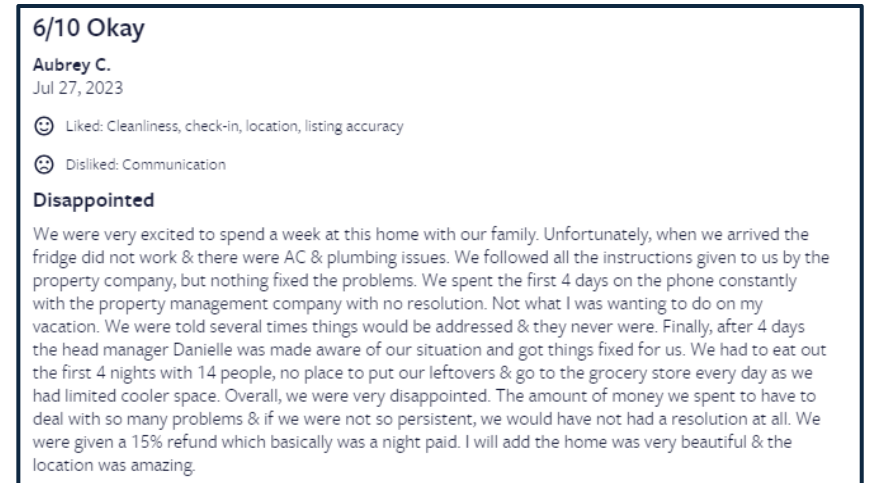 6/10 Okay
Aubrey C.
Jul 27, 2023
Liked: Cleanliness, check-in, location, listing accuracy
Disliked: Communication
Disappointed
We were very excited to spend a week at this home with our family. Unfortunately, when we arrived the
fridge did not work & there were AC & plumbing issues. We followed all the instructions given to us by the
property company, but nothing fixed the problems. We spent the first 4 days on the phone constantly
with the property management company with no resolution. Not what I was wanting to do on my
vacation. We were told several times things would be addressed & they never were. Finally, after 4 days
the head manager Danielle was made aware of our situation and got things fixed for us. We had to eat out
the first 4 nights with 14 people, no place to put our leftovers & go to the grocery store every day as we
had limited cooler space. Overall, we were very disappointed. The amount of money we spent to have to
deal with so many problems & if we were not so persistent, we would have not had a resolution at all. We
were given a 15% refund which basically was a night paid. I will add the home was very beautiful & the
location was amazing.